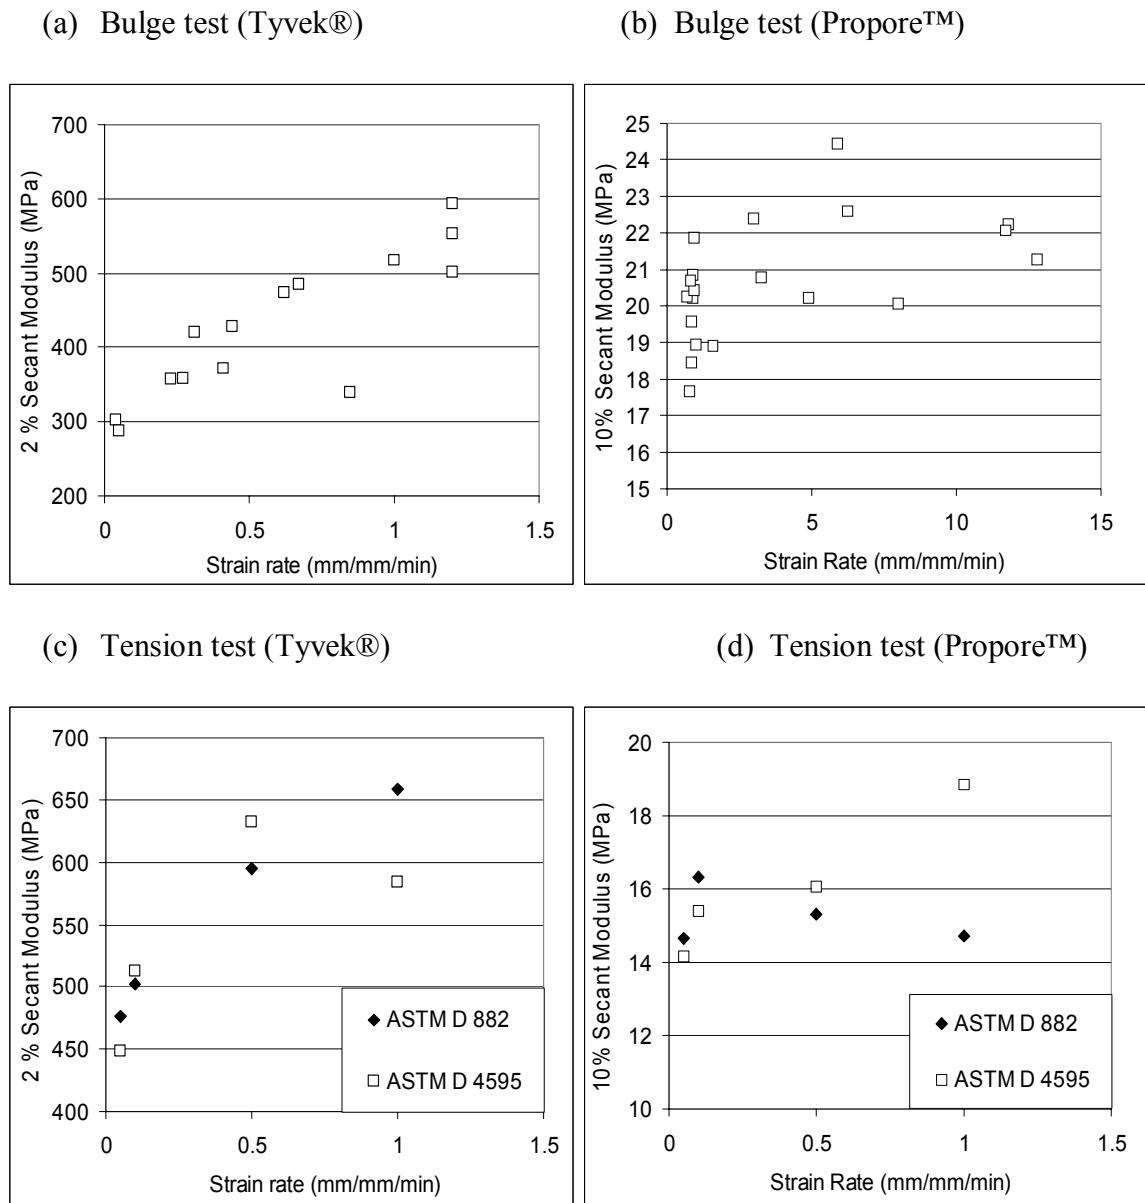 (a) Bulge test (Tyvek®)
(b) Bulge test (Propore™)
2 % Secant Modulus (MPa)
700
600
500
400
300
200
0
0.5
1
1.5
Strain rate (mm/mm/min)
10% Secant Modulus (MPa)
25
24
23
22
21
20
19
18
17
16
15
0
5
10
15
Strain Rate (mm/mm/min)
(c) Tension test (Tyvek®)
(d) Tension test (Propore™)
2 % Secant Modulus (MPa)
700
650
600
550
500
450
400
ASTM D 882
ASTM D 4595
0
0.5
1
1.5
Strain rate (mm/mm/min)
10% Secant Modulus (MPa)
20
18
16
14
12
10
ASTM D 882
ASTM D 4595
0
0.5
1
1.5
Strain Rate (mm/mm/min)